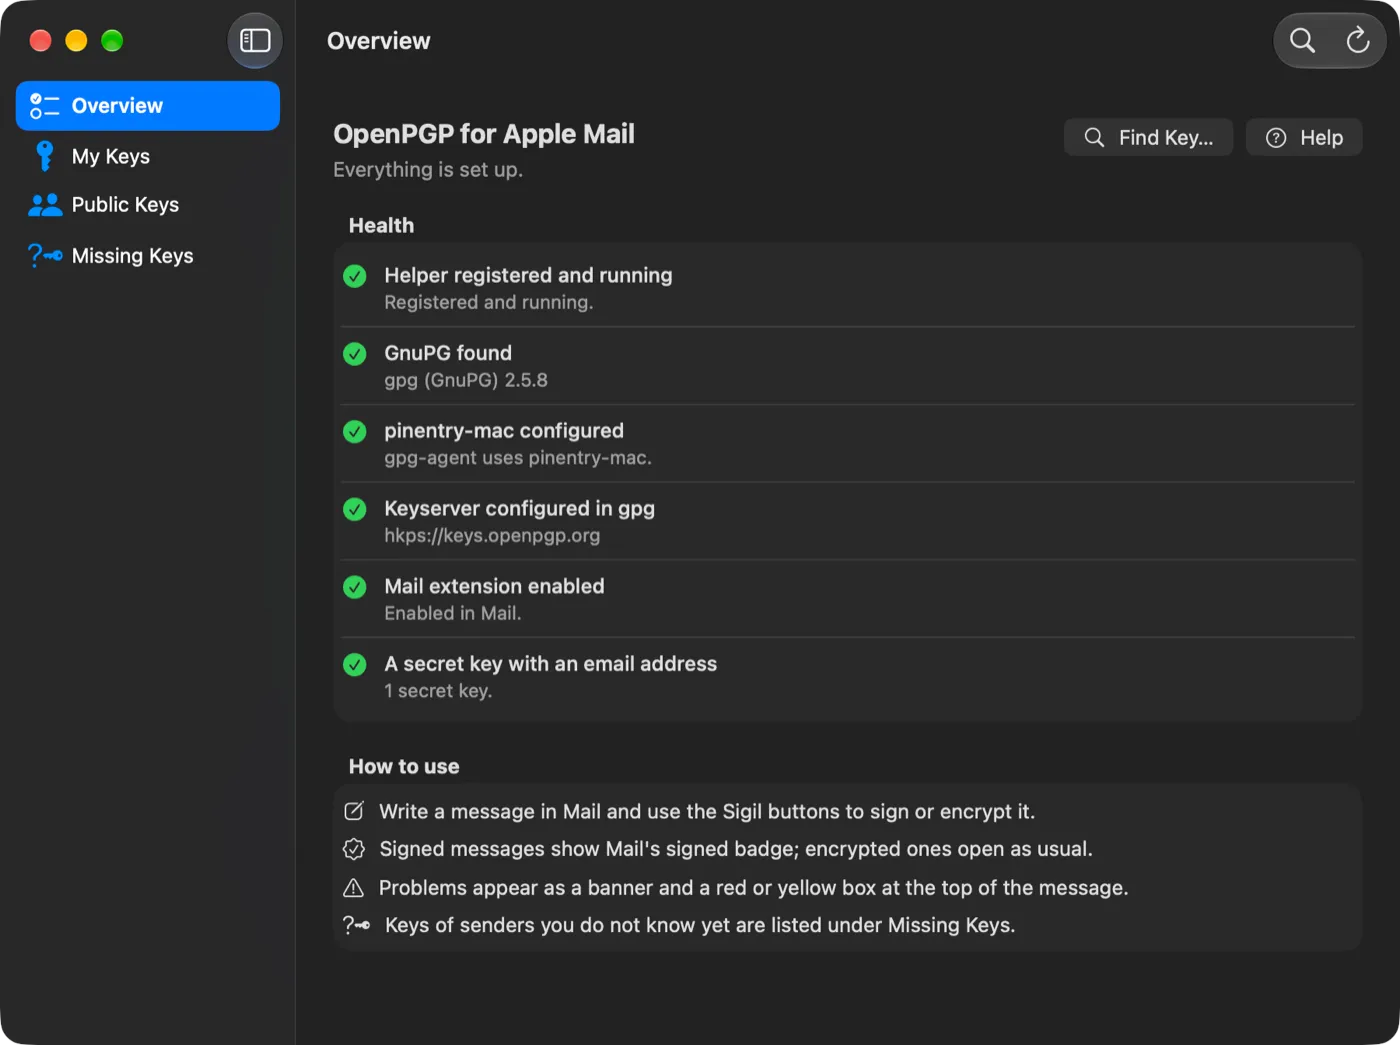 Overview
Overview
My Keys
Public Keys
Missing Keys
OpenPGP for Apple Mail
Everything is set up.
Find Key...
Help
Health
Helper registered and running
Registered and running.
GnuPG found
gpg (GnuPG) 2.5.8
pinentry-mac configured
gpg-agent uses pinentry-mac.
Keyserver configured in gpg
hkps://keys.openpgp.org
Mail extension enabled
Enabled in Mail.
A secret key with an email address
1 secret key.
How to use
Write a message in Mail and use the Sigil buttons to sign or encrypt it.
Signed messages show Mail's signed badge; encrypted ones open as usual.
Problems appear as a banner and a red or yellow box at the top of the message.
Keys of senders you do not know yet are listed under Missing Keys.